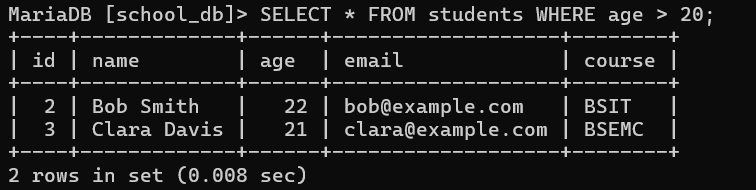 MariaDB [school_db]> SELECT * FROM students WHERE age > 20;
+----+-------------+------+-------------------+--------+
| id | name        | age  | email             | course |
+----+-------------+------+-------------------+--------+
|  2 | Bob Smith   |   22 | bob@example.com   | BSIT   |
|  3 | Clara Davis |   21 | clara@example.com | BSEMC  |
+----+-------------+------+-------------------+--------+
2 rows in set (0.008 sec)